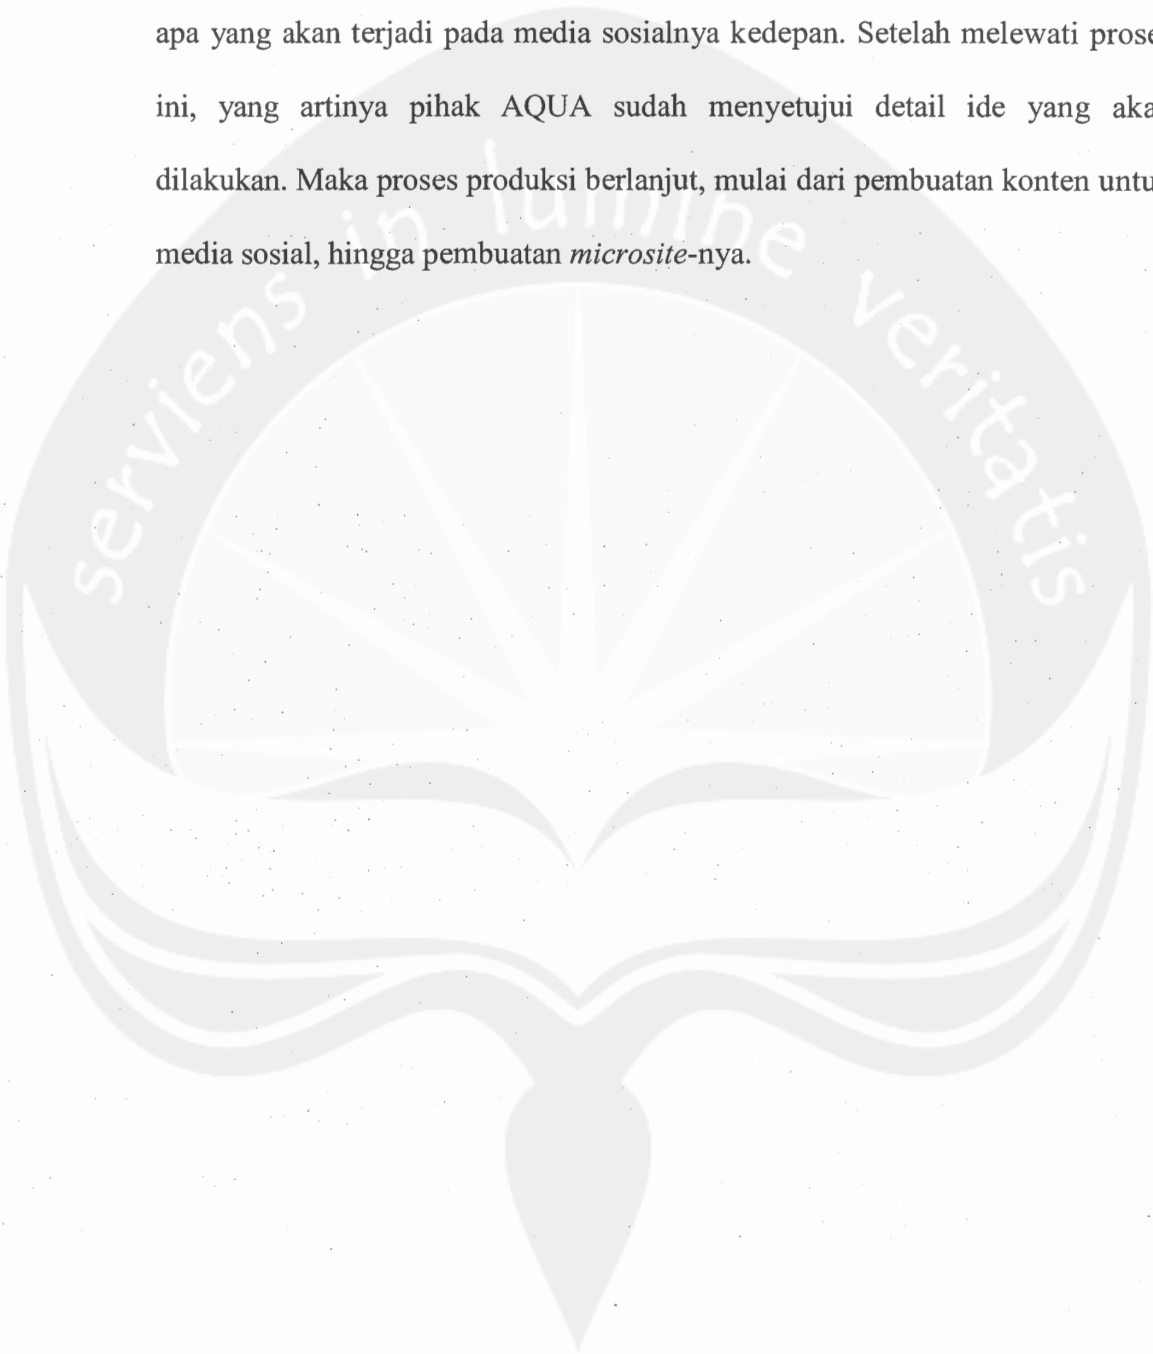 apa yang akan terjadi pada media sosialnya kedepan. Setelah melewati prose
ini, yang artinya pihak AQUA sudah menyetujui detail ide yang aka
dilakukan. Maka proses produksi berlanjut, mulai dari pembuatan konten untu
media sosial, hingga pembuatan microsite-nya.
serviens in lumine veritatis